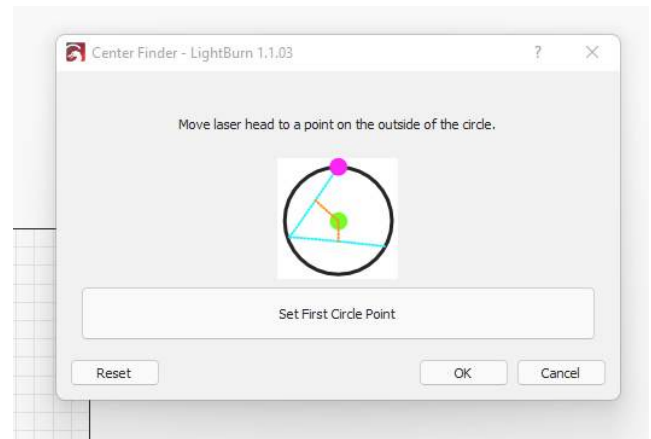 Center Finder - LightBurn 1.1.03
Move laser head to a point on the outside of the circle.
Set First Circle Point
Reset
OK
Cancel